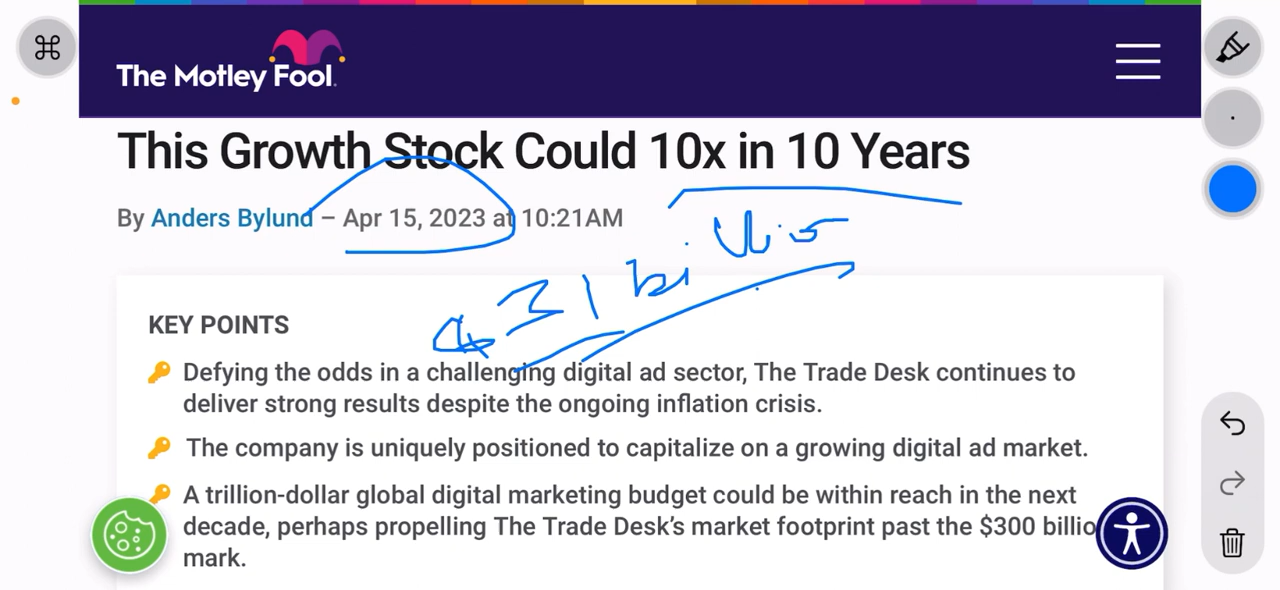 The Motley Fool.
This Growth Stock Could 10x in 10 Years
By Anders Bylund – Apr 15, 2023 at 10:21AM
31 billio
KEY POINTS
Defying the odds in a challenging digital ad sector, The Trade Desk continues to
deliver strong results despite the ongoing inflation crisis.
The company is uniquely positioned to capitalize on a growing digital ad market.
A trillion-dollar global digital marketing budget could be within reach in the next
decade, perhaps propelling The Trade Desk's market footprint past the $300 billio
mark.